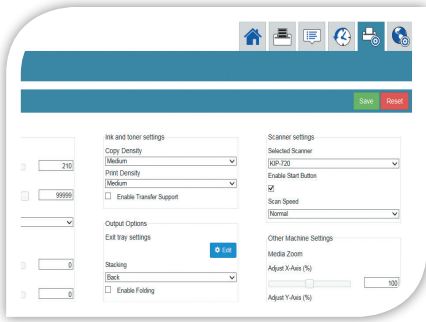 Save Reset
210
99999
0
0
Ink and toner settings
Copy Density
Medium
Print Density
Medium
Enable Transfer Support
Output Options
Exit tray settings
Edit
Stacking
Back
Enable Folding
Scanner settings
Selected Scanner
KIP-720
Enable Start Button
Scan Speed
Normal
Other Machine Settings
Media Zoom
Adjust X-Axis (%)
100
Adjust Y-Axis (%)